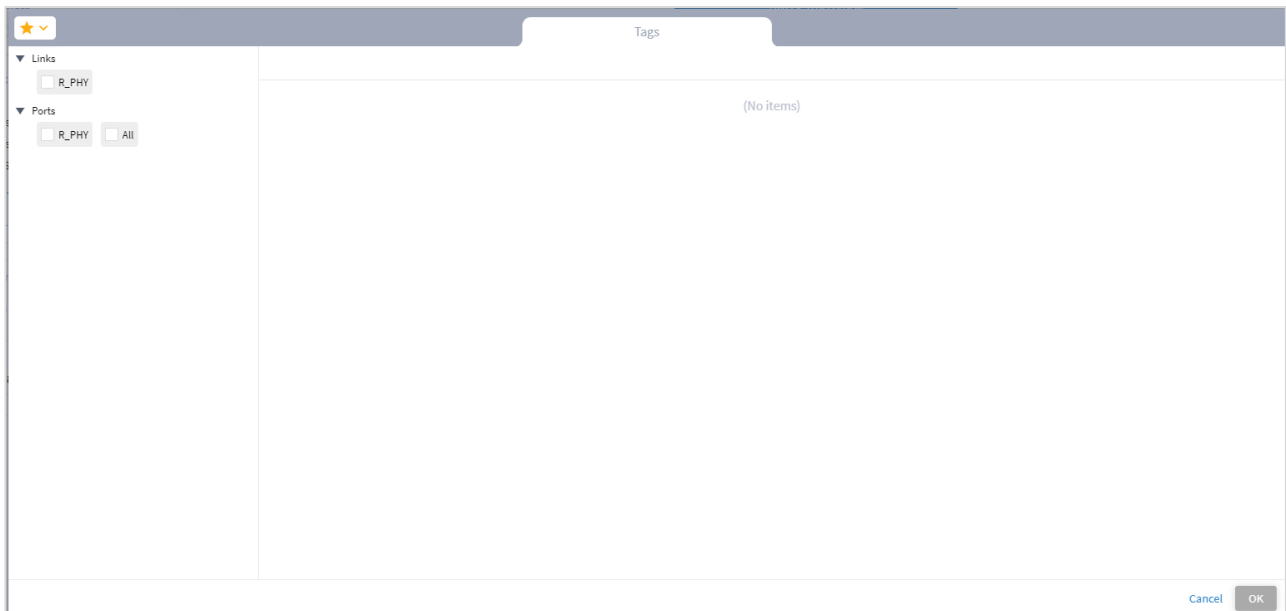 Tags
Links
R_PHY
Ports
R_PHY All
(No items)
Cancel OK